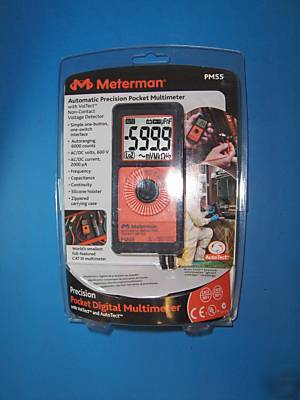 Meterman
PM55
Automatic Precision Pocket Multimeter
with VolTect™
Non-Contact
Voltage Detector
• Simple one-button,
one-switch
interface
• Autoranging
6000 counts
• AC/DC volts, 600 V
• AC/DC current,
2000 µA
• Frequency
• Capacitance
• Continuity
• Silicone holster
• Zippered
carrying case
-5999
Meterman
World's smallest
full-featured
CAT III multimeter
AutoTect™
Precision
Pocket Digital Multimeter
with VolTect™ and AutoTect™
CE